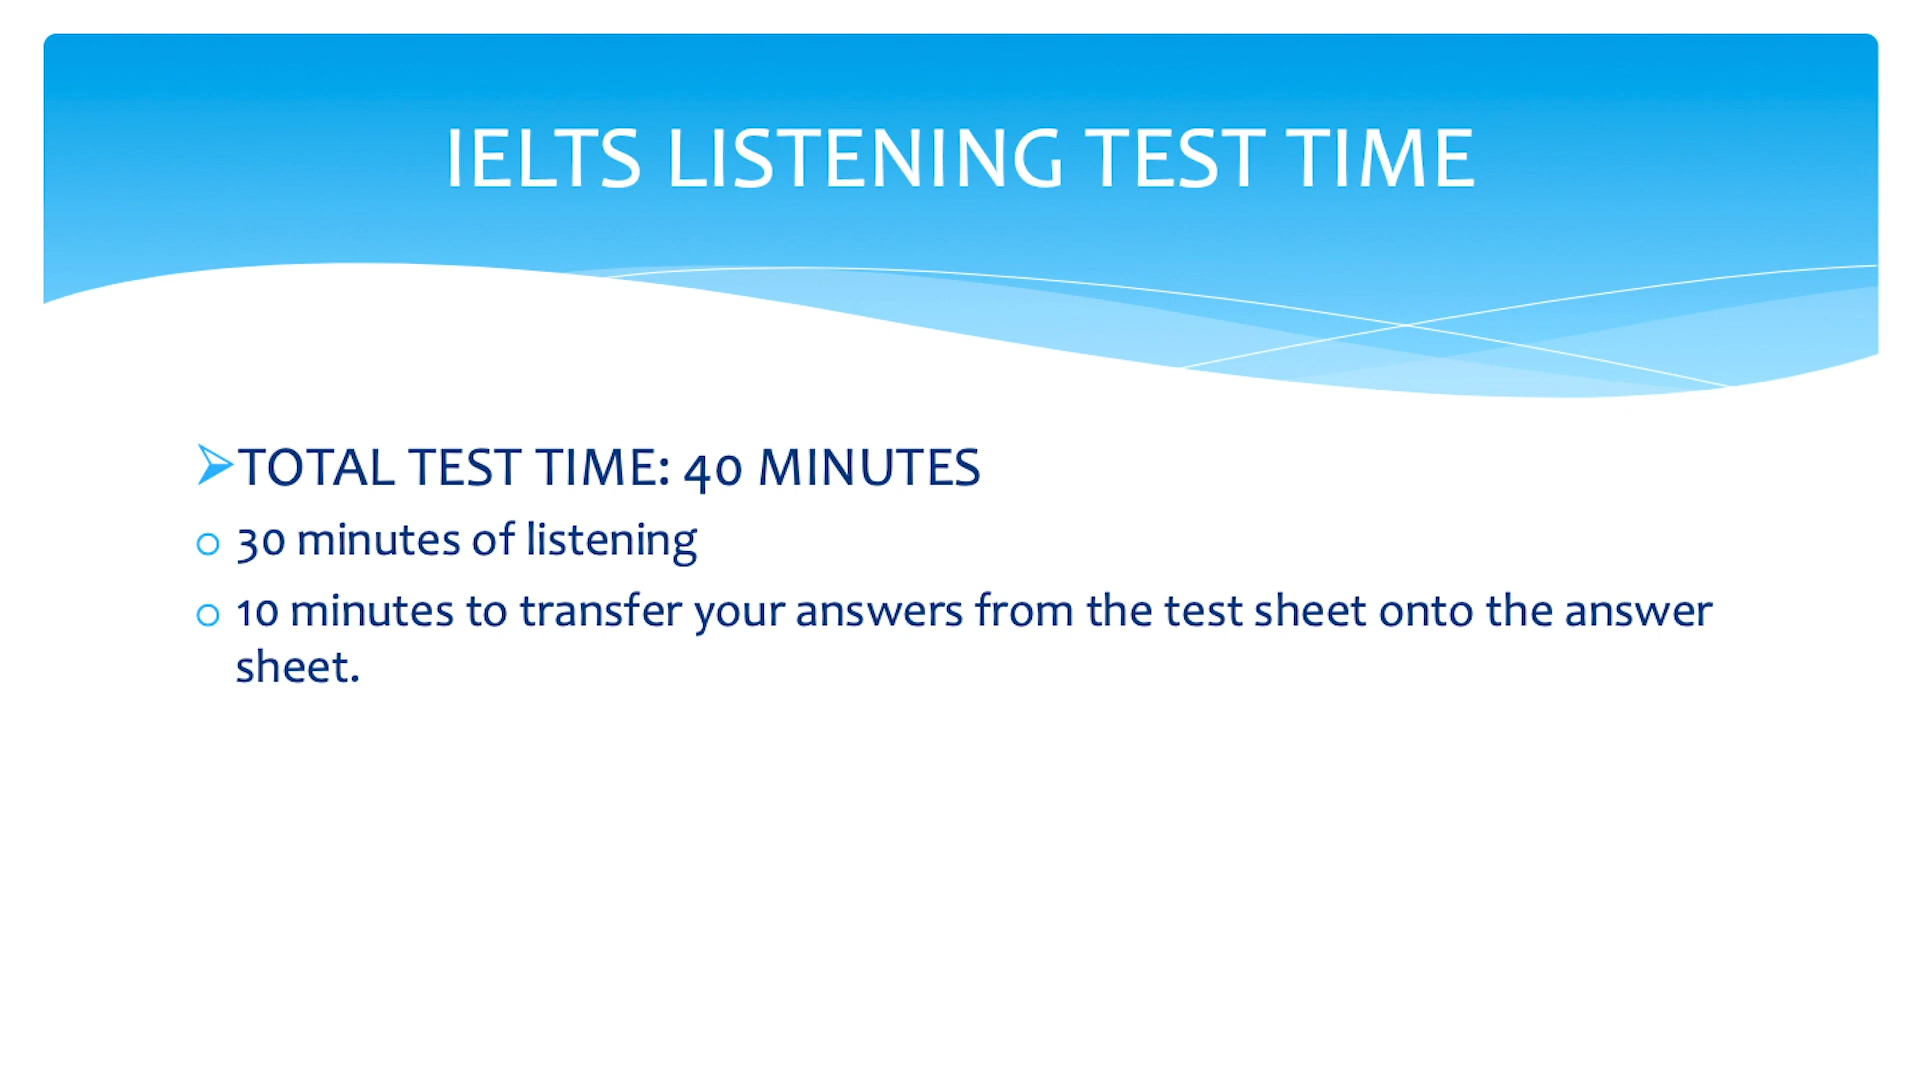 IELTS LISTENING TEST TIME
TOTAL TEST TIME: 40 MINUTES
30 minutes of listening
10 minutes to transfer your answers from the test sheet onto the answer
sheet.